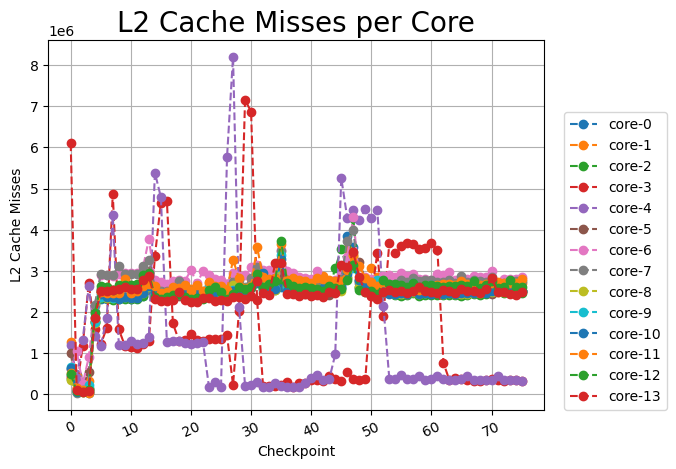 L2 Cache Misses per Core
1e6
8
7
6
5
4
3
2
1
0
L2 Cache Misses
0
10
20
30
40
50
60
70
Checkpoint
core-0
core-1
core-2
core-3
core-4
core-5
core-6
core-7
core-8
core-9
core-10
core-11
core-12
core-13